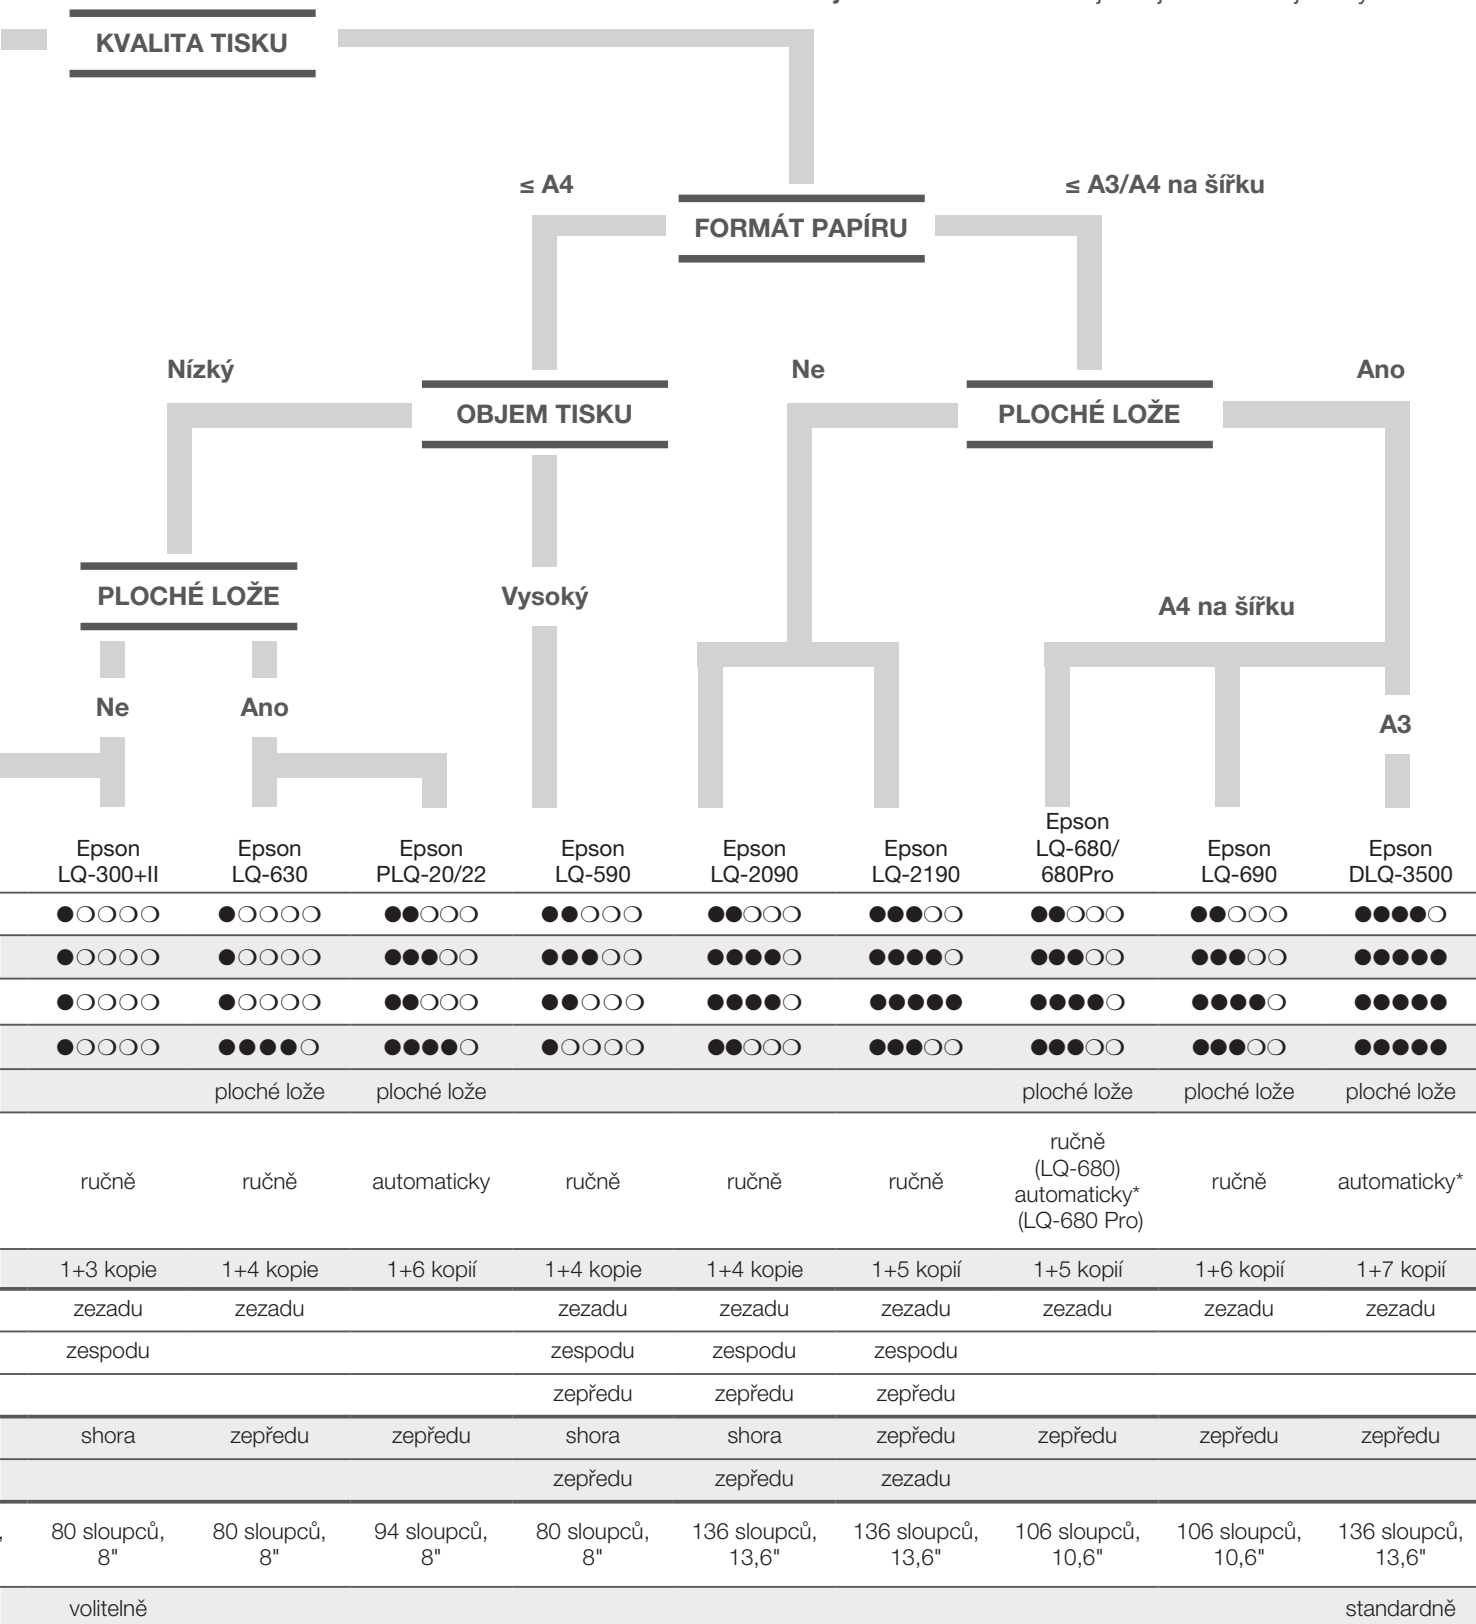 KVALITA TISKU
≤ A4
≤ A3/A4 na šířku
FORMÁT PAPÍRU
Nízký
Ne
Ano
OBJEM TISKU
PLOCHÉ LOŽE
PLOCHÉ LOŽE
Vysoký
A4 na šířku
Ne
Ano
A3
Epson
LQ-300+II
Epson
LQ-630
Epson
PLQ-20/22
Epson
LQ-590
Epson
LQ-2090
Epson
LQ-2190
Epson
LQ-680/
680Pro
Epson
LQ-690
Epson
DLQ-3500
●❍❍❍❍ ●❍❍❍❍ ●●❍❍❍ ●●❍❍❍ ●●❍❍❍ ●●●❍❍ ●●❍❍❍ ●●❍❍❍ ●●●●❍
●❍❍❍❍ ●❍❍❍❍ ●●●❍❍ ●●●❍❍ ●●●●❍ ●●●●❍ ●●●❍❍ ●●●❍❍ ●●●●●
●❍❍❍❍ ●❍❍❍❍ ●●❍❍❍ ●●❍❍❍ ●●●●❍ ●●●●● ●●●●❍ ●●●●❍ ●●●●●
●❍❍❍❍ ●●●●❍ ●●●●❍ ●❍❍❍❍ ●●❍❍❍ ●●●❍❍ ●●●❍❍ ●●●❍❍ ●●●●●
ploché lože ploché lože ploché lože ploché lože ploché lože
ručně ručně automaticky ručně ručně ručně
ručně
(LQ-680)
automaticky*
(LQ-680 Pro)
ručně automaticky*
1+3 kopie 1+4 kopie 1+6 kopií 1+4 kopie 1+4 kopie 1+5 kopií 1+5 kopií 1+6 kopií 1+7 kopií
zezadu zezadu zezadu zezadu zezadu zezadu zezadu zezadu
zespodu zespodu zespodu zespodu
zepředu zepředu zepředu
shora zepředu zepředu shora shora zepředu zepředu zepředu zepředu
zepředu zepředu zezadu
80 sloupců,
8"
80 sloupců,
8"
94 sloupců,
8"
80 sloupců,
8"
136 sloupců,
13,6"
136 sloupců,
13,6"
106 sloupců,
10,6"
106 sloupců,
10,6"
136 sloupců,
13,6"
volitelně standardně